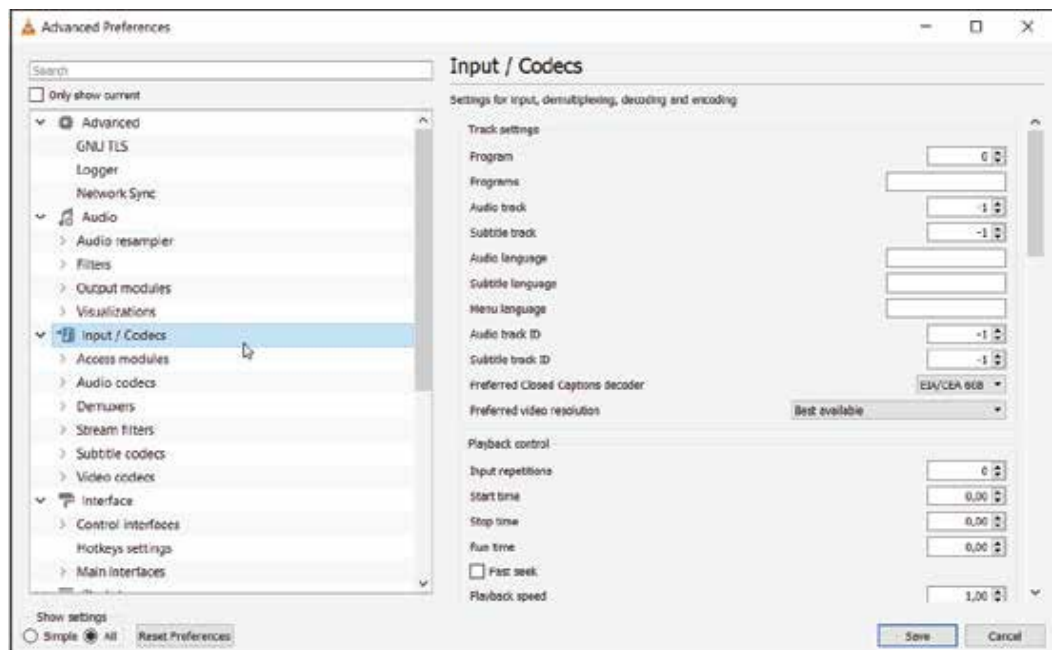 Advanced Preferences
Search
Only show current
Advanced
GNU TLS
Logger
Network Sync
Audio
Audio resampler
Filters
Output modules
Visualizations
Input / Codecs
Access modules
Audio codecs
Demuxers
Stream filters
Subtitle codecs
Video codecs
Interface
Control interfaces
Hotkeys settings
Main interfaces
Show settings
Simple All Reset Preferences
Input / Codecs
Settings for input, demultiplexing, decoding and encoding
Track settings
Program 0
Programs
Audio track -1
Subtitle track -1
Audio language
Subtitle language
Menu language
Audio track ID -1
Subtitle track ID -1
Preferred Closed Captions decoder EIA/CEA 608
Preferred video resolution Best available
Playback control
Input repetitions 0
Start time 0,00
Stop time 0,00
Run time 0,00
Fast seek
Playback speed 1,00
Save Cancel